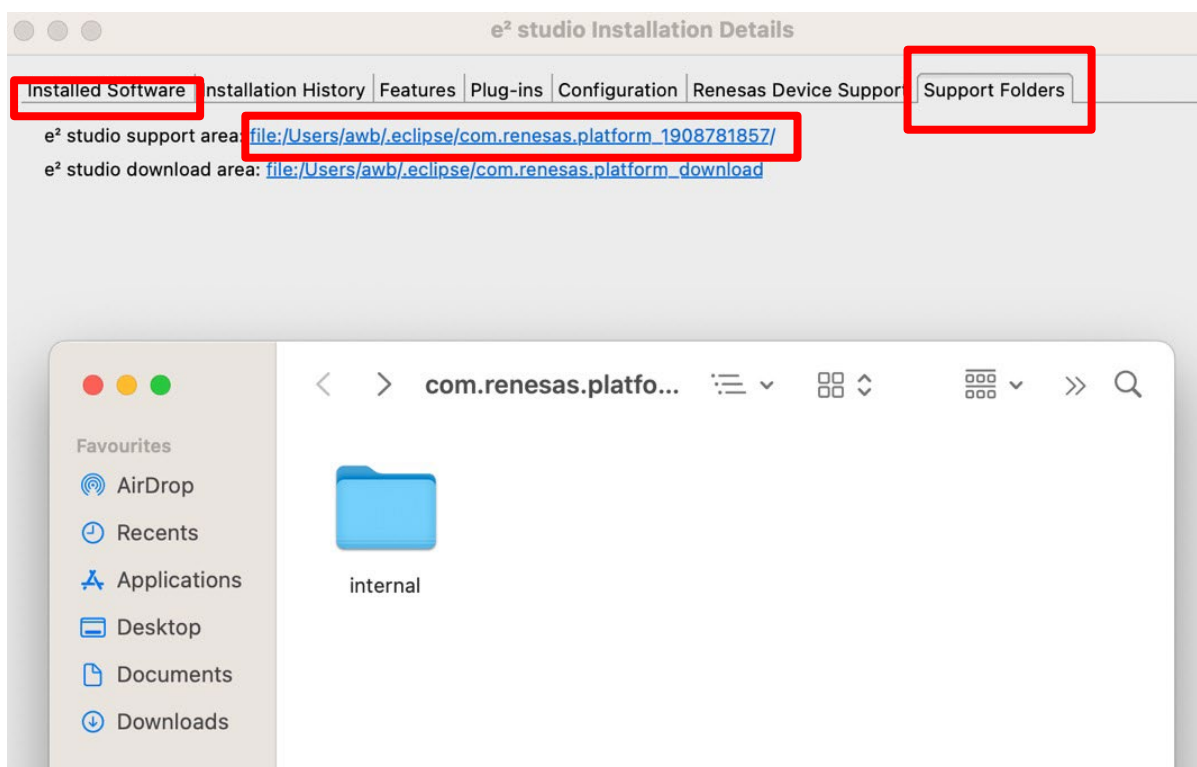 e² studio Installation Details
Installed Software Installation History Features Plug-ins Configuration Renesas Device Support Support Folders
e² studio support area: file:/Users/awb/.eclipse/com.renesas.platform_1908781857/
e² studio download area: file:/Users/awb/.eclipse/com.renesas.platform_download
com.renesas.platfo...
Favourites
AirDrop
Recents
Applications
Desktop
Documents
Downloads
internal